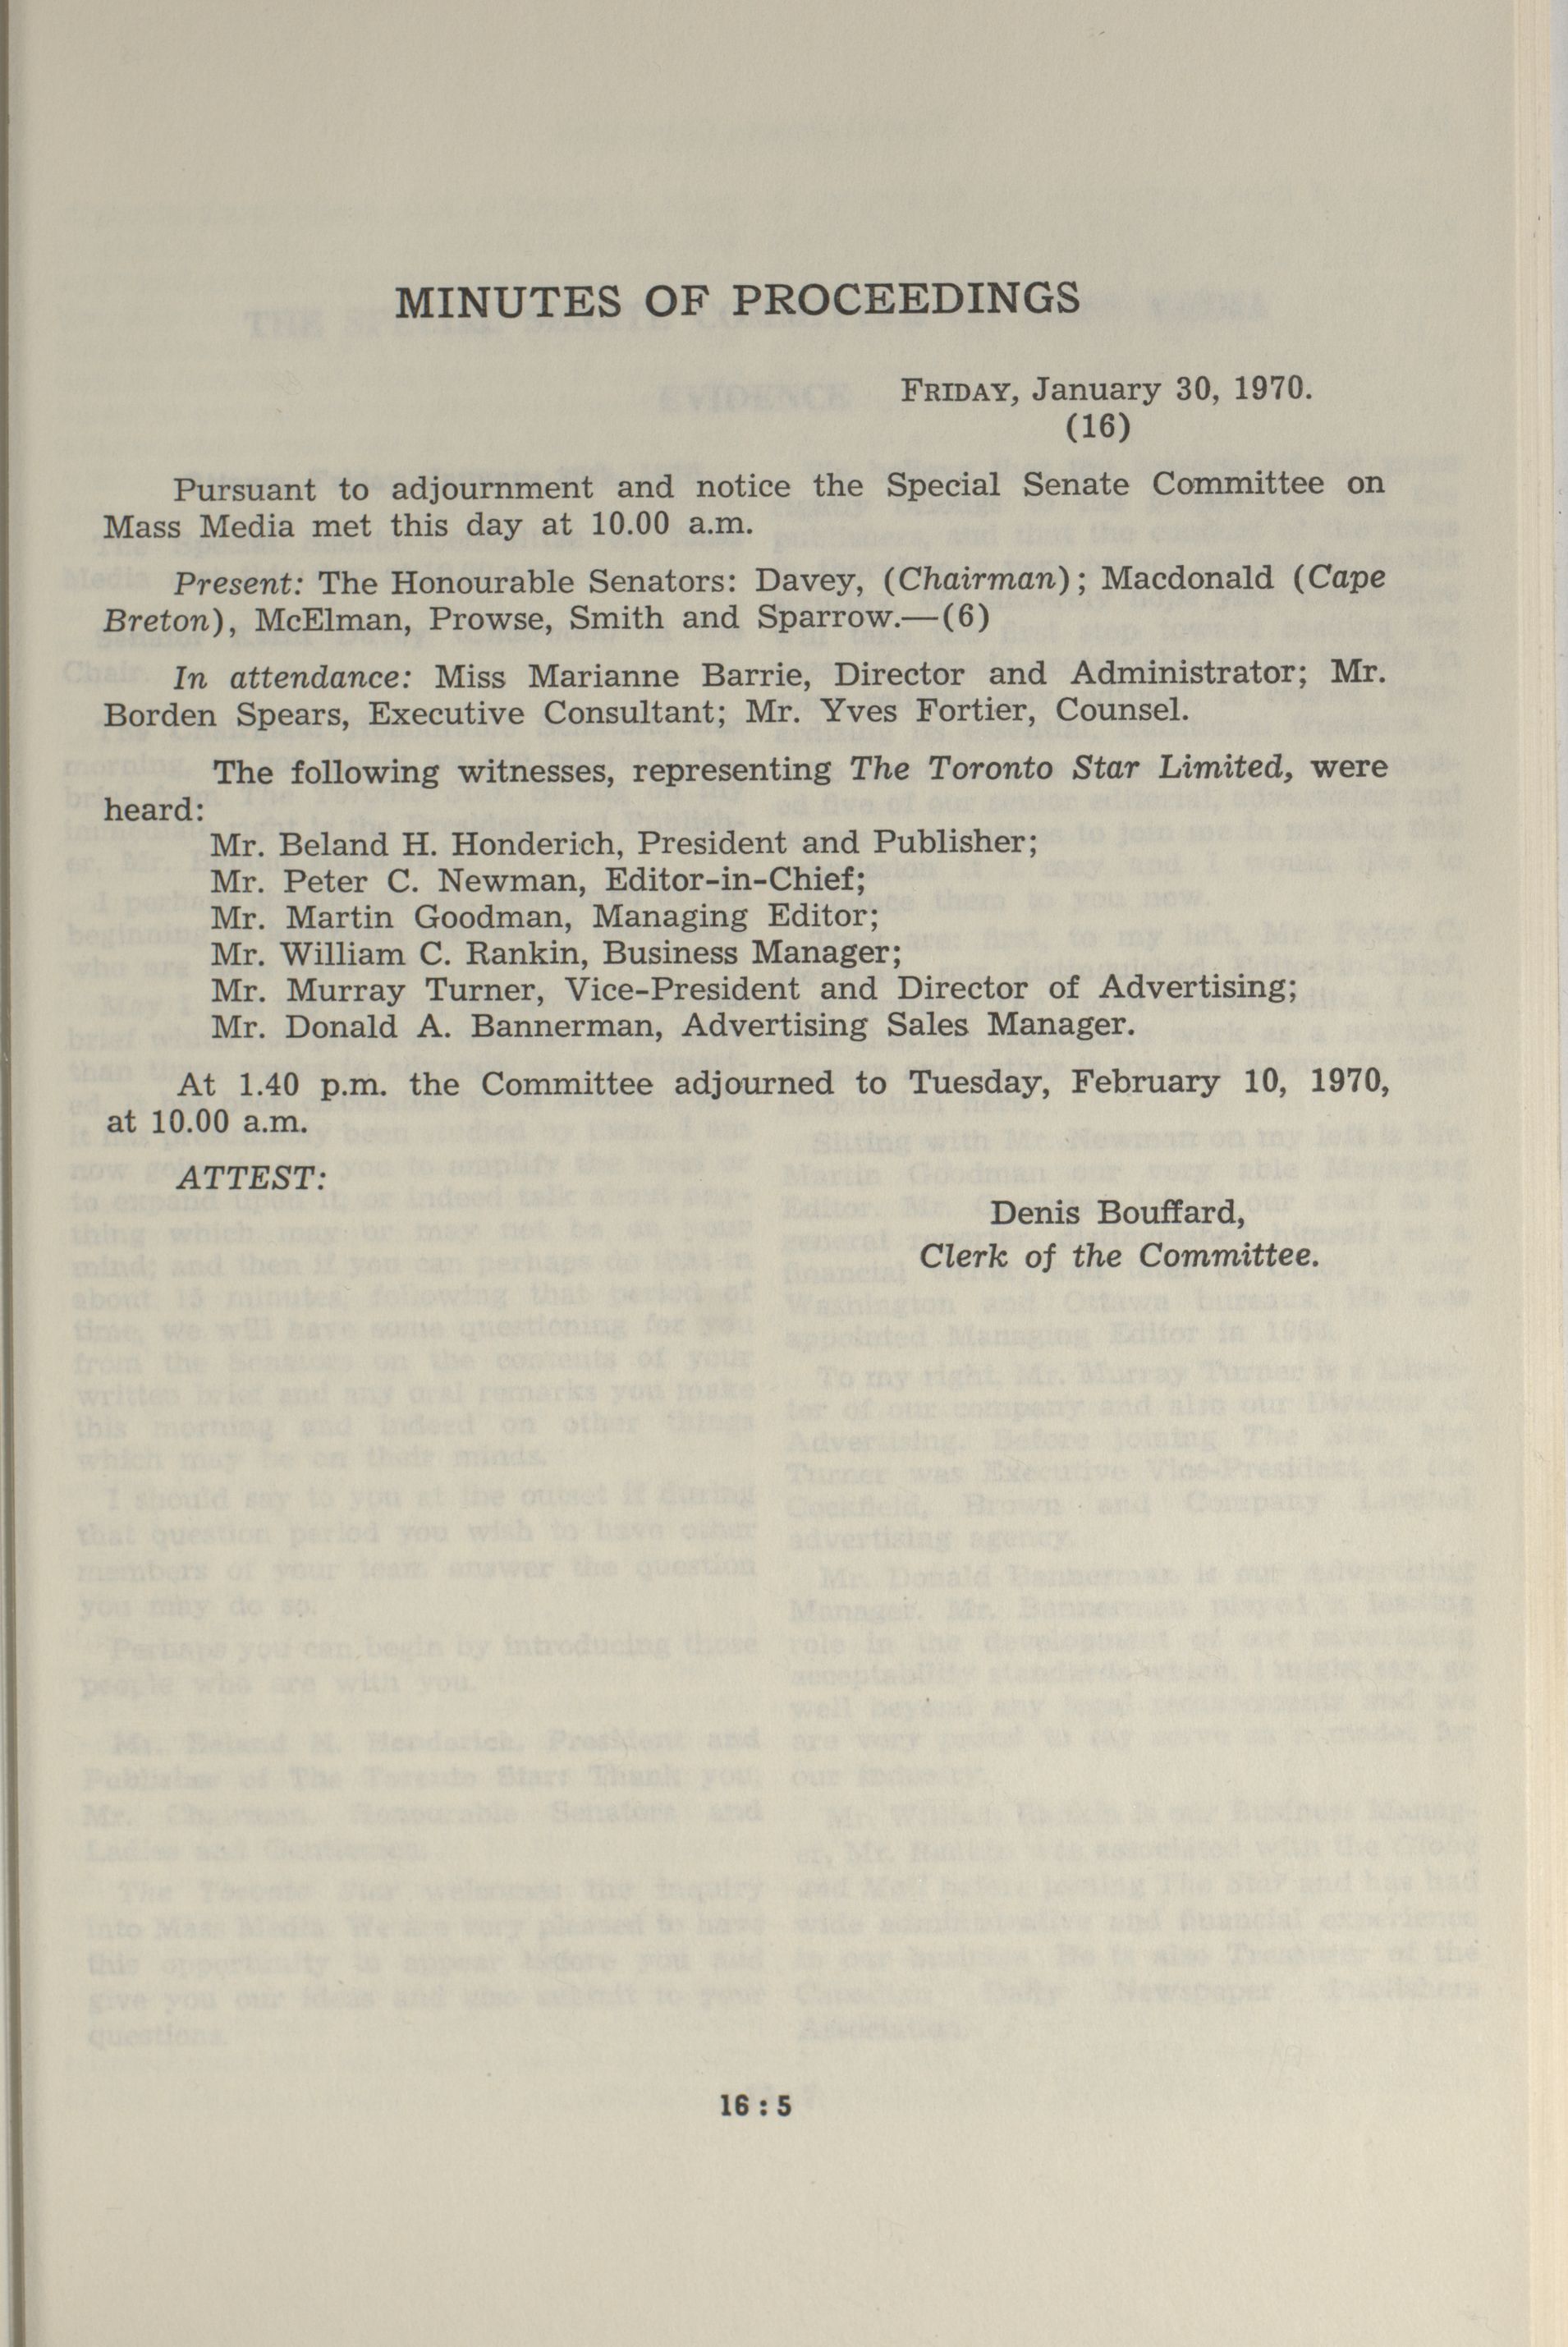 MINUTES OF PROCEEDINGS
FRIDAY, January 30, 1970.
(16)
Pursuant to adjournment and notice the Special Senate Committee on
Mass Media met this day at 10.00 a.m.
Present: The Honourable Senators: Davey, (Chairman); Macdonald (Cape
Breton), McElman, Prowse, Smith and Sparrow.—(6)
In attendance: Miss Marianne Barrie, Director and Administrator; Mr.
Borden Spears, Executive Consultant; Mr. Yves Fortier, Counsel.
The following witnesses, representing The Toronto Star Limited, were
heard:
Mr. Beland H. Honderich, President and Publisher;
Mr. Peter C. Newman, Editor-in-Chief;
Mr. Martin Goodman, Managing Editor;
Mr. William C. Rankin, Business Manager;
Mr. Murray Turner, Vice-President and Director of Advertising;
Mr. Donald A. Bannerman, Advertising Sales Manager.
At 1.40 p.m. the Committee adjourned to Tuesday, February 10, 1970,
at 10.00 a.m.
ATTEST:
Denis Bouffard,
Clerk of the Committee.
16 : 5